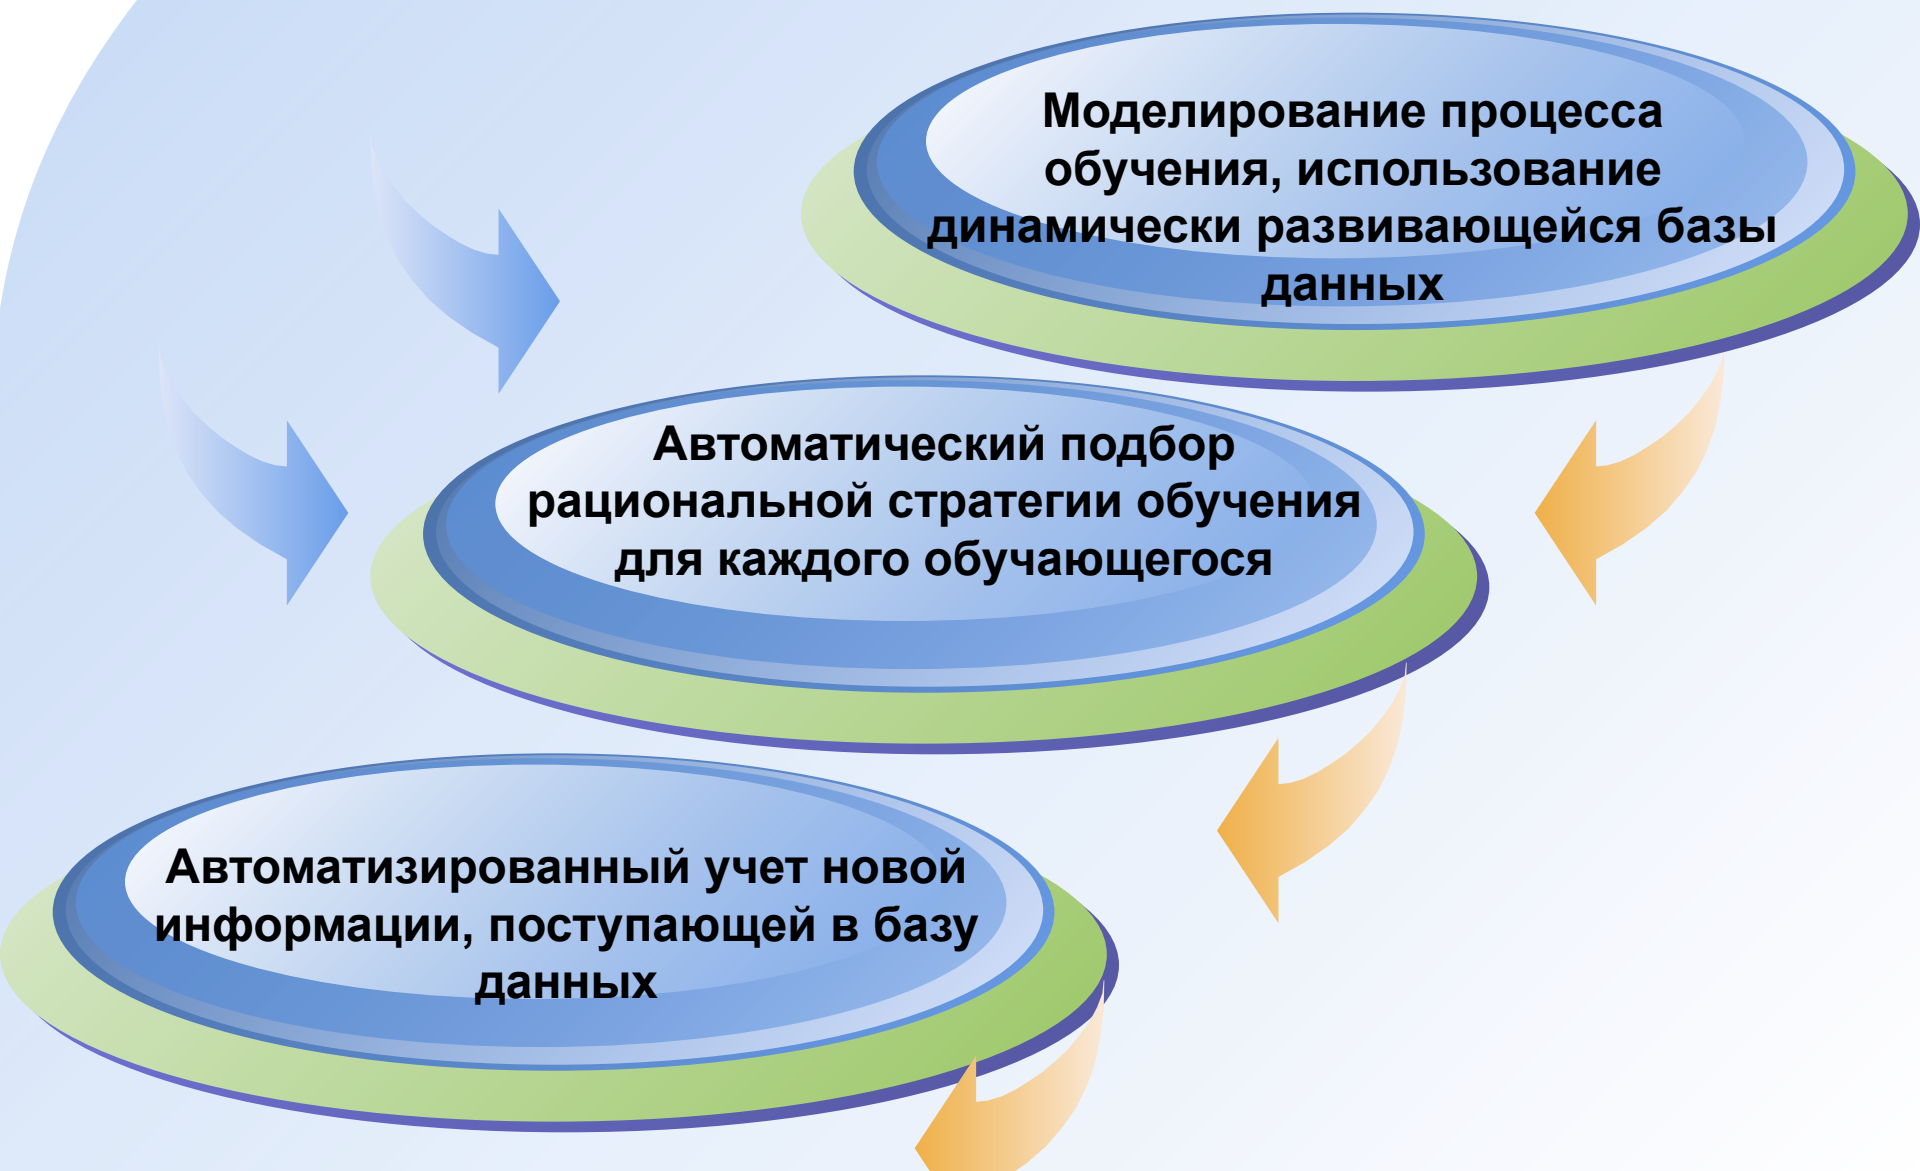 Моделирование процесса
обучения, использование
динамически развивающейся базы
данных
Автоматический подбор
рациональной стратегии обучения
для каждого обучающегося
Автоматизированный учет новой
информации, поступающей в базу
данных